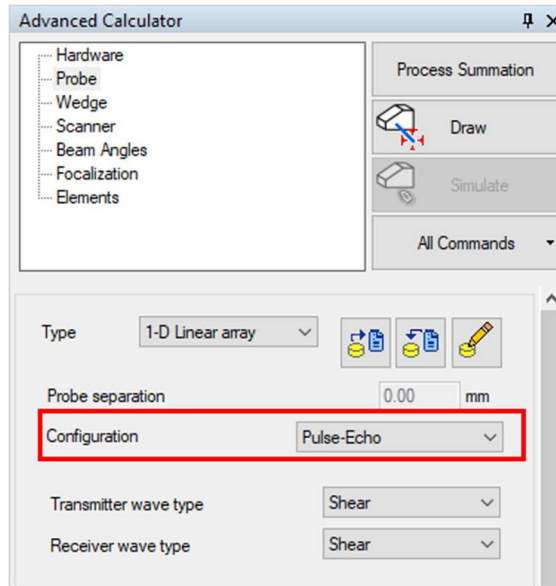 Advanced Calculator
Hardware
Probe
Wedge
Scanner
Beam Angles
Focalization
Elements
Process Summation
Draw
Simulate
All Commands
Type 1-D Linear array
Probe separation 0.00 mm
Configuration Pulse-Echo
Transmitter wave type Shear
Receiver wave type Shear